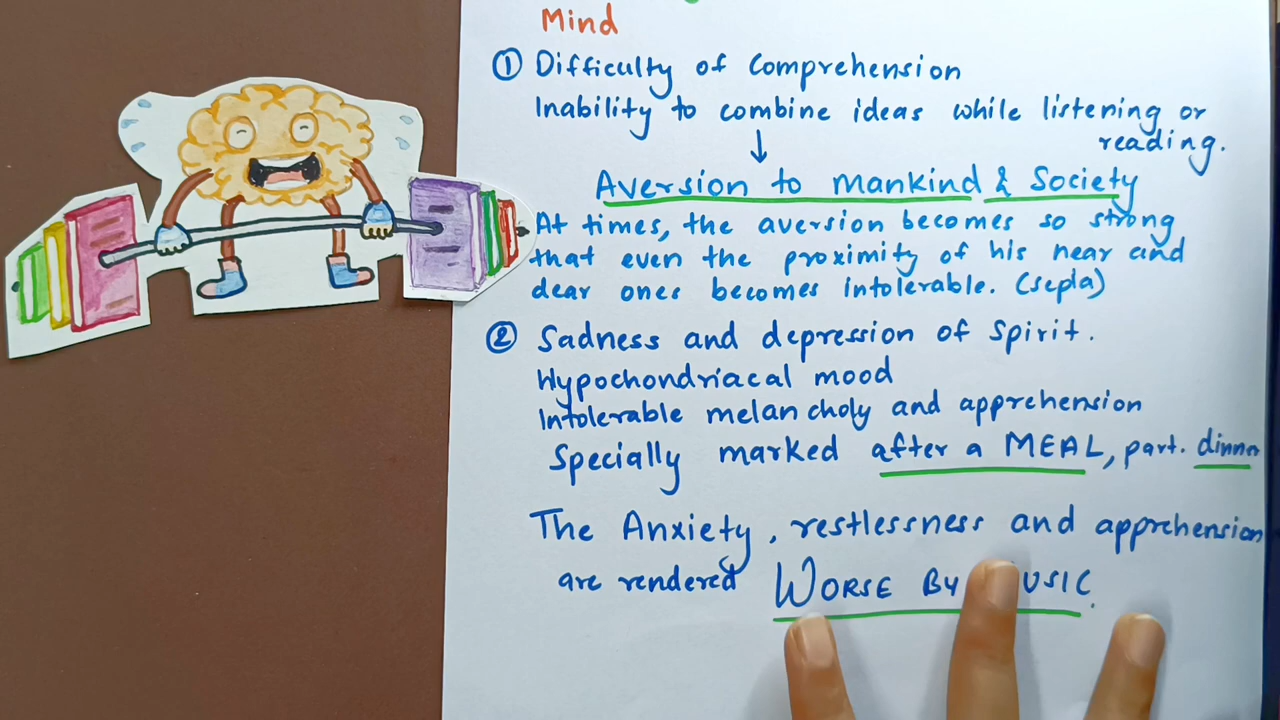 Mind
① Difficulty of Comprehension
Inability to combine ideas while listening or
reading.
↓
Aversion to Mankind & Society
At times, the aversion becomes so strong
that even the proximity of his near and
dear ones becomes intolerable. (sepia)
② Sadness and depression of spirit.
Hypochondriacal mood
Intolerable melancholy and apprehension
Specially marked after a MEAL, part. dinner
The Anxiety, restlessness and apprehension
are rendered WORSE BY MUSIC.